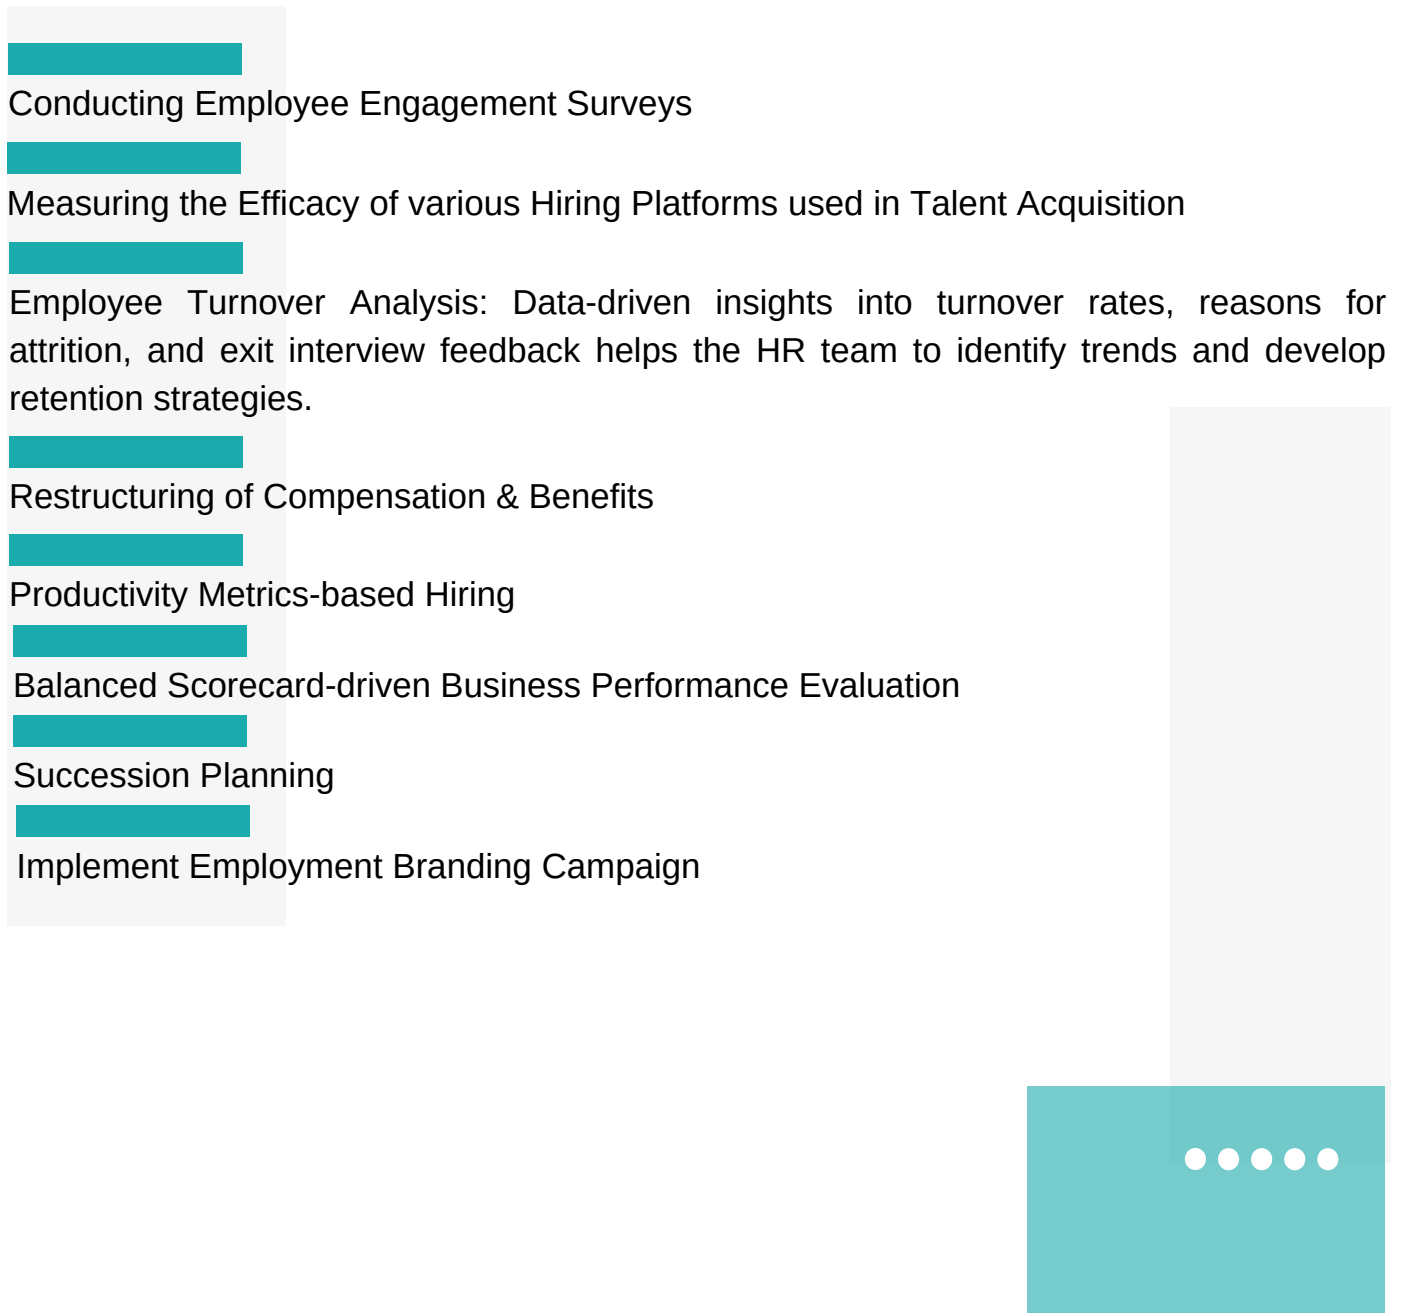 Conducting Employee Engagement Surveys
Measuring the Efficacy of various Hiring Platforms used in Talent Acquisition
Employee Turnover Analysis: Data-driven insights into turnover rates, reasons for
attrition, and exit interview feedback helps the HR team to identify trends and develop
retention strategies.
Restructuring of Compensation & Benefits
Productivity Metrics-based Hiring
Balanced Scorecard-driven Business Performance Evaluation
Succession Planning
Implement Employment Branding Campaign